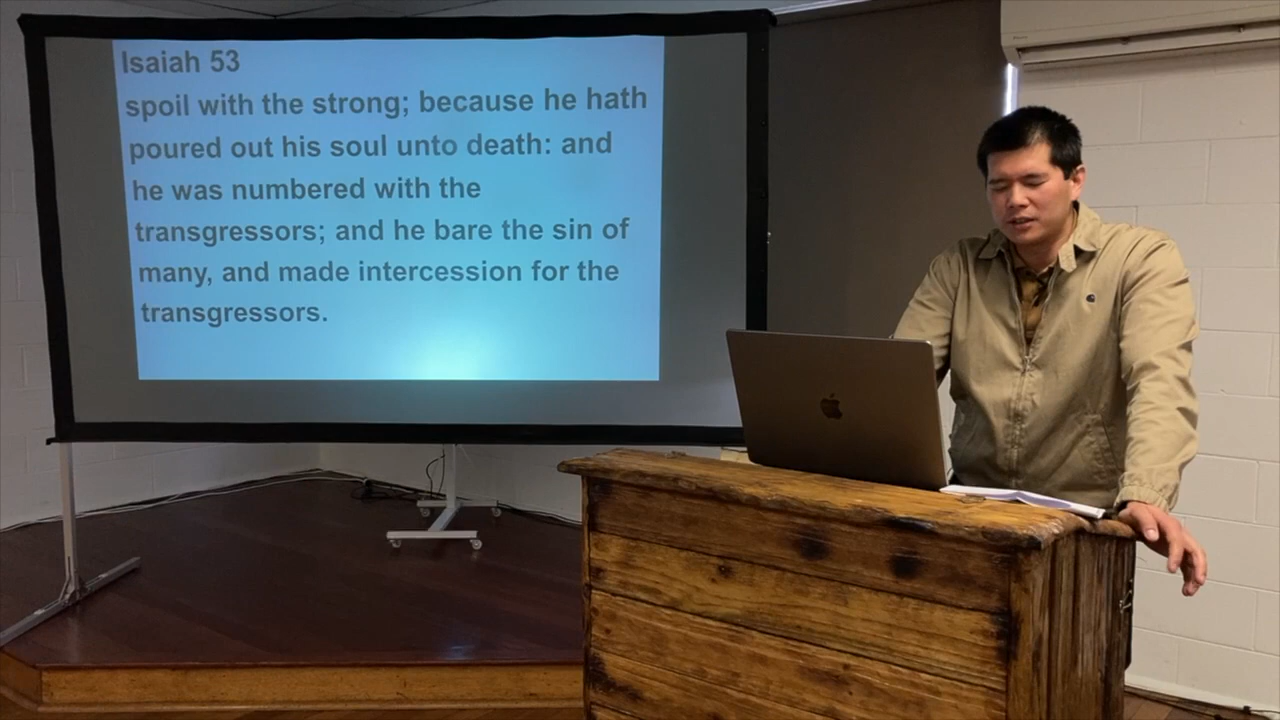 Isaiah 53
spoil with the strong; because he hath
poured out his soul unto death: and
he was numbered with the
transgressors; and he bare the sin of
many, and made intercession for the
transgressors.